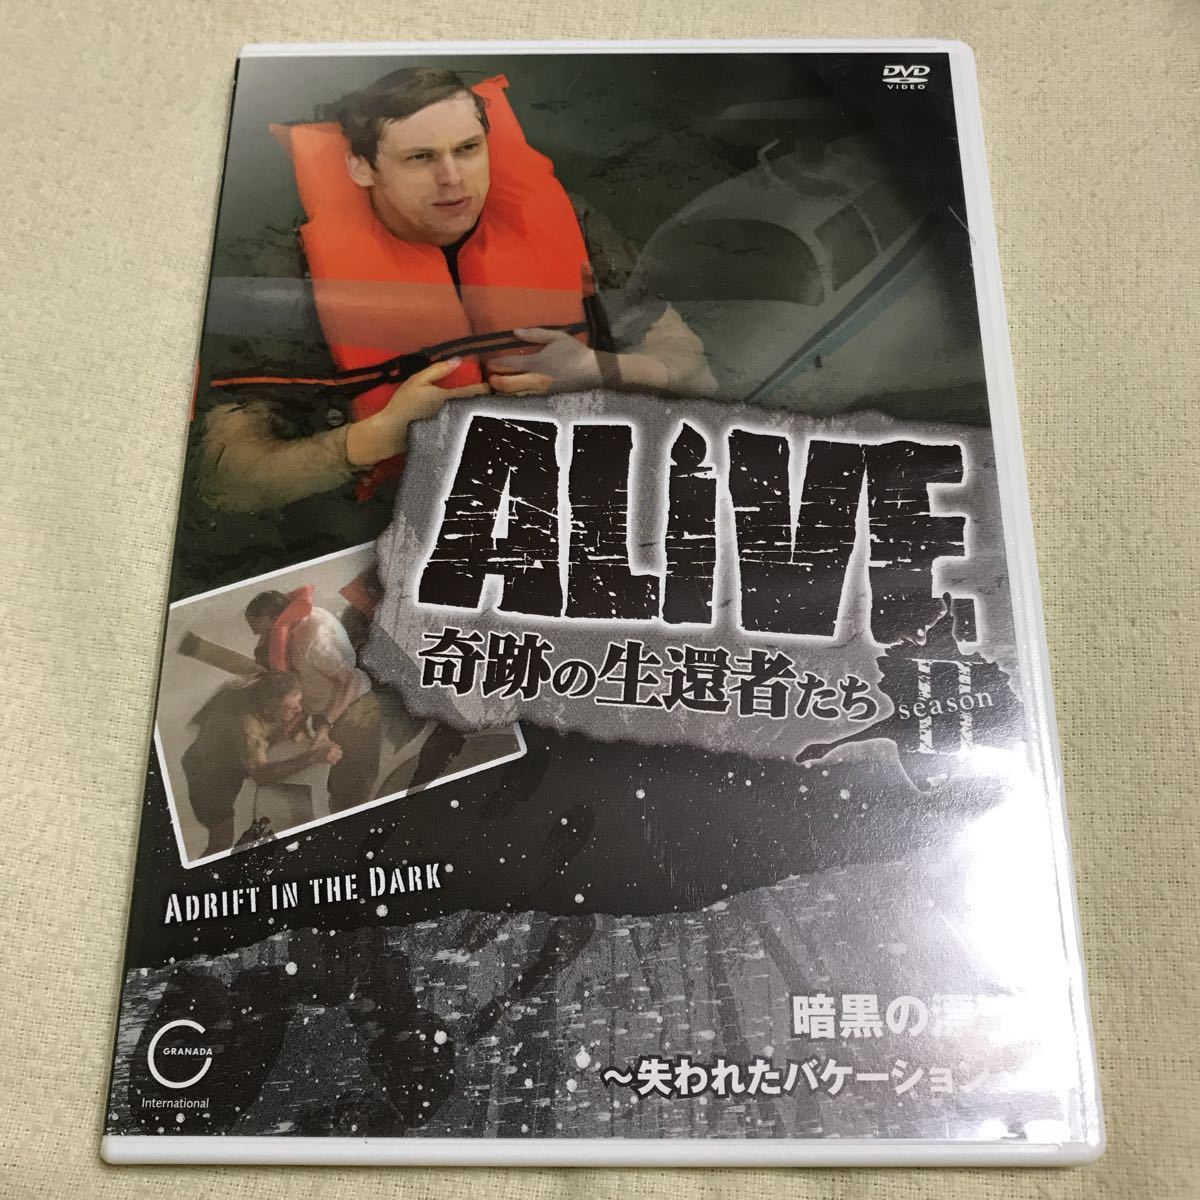 DVD
VIDEO
ALiVE
奇跡の生還者たち
season
II
ADRIFT IN THE DARK
暗黒の漂
～失われたバケーション
GRANADA
International